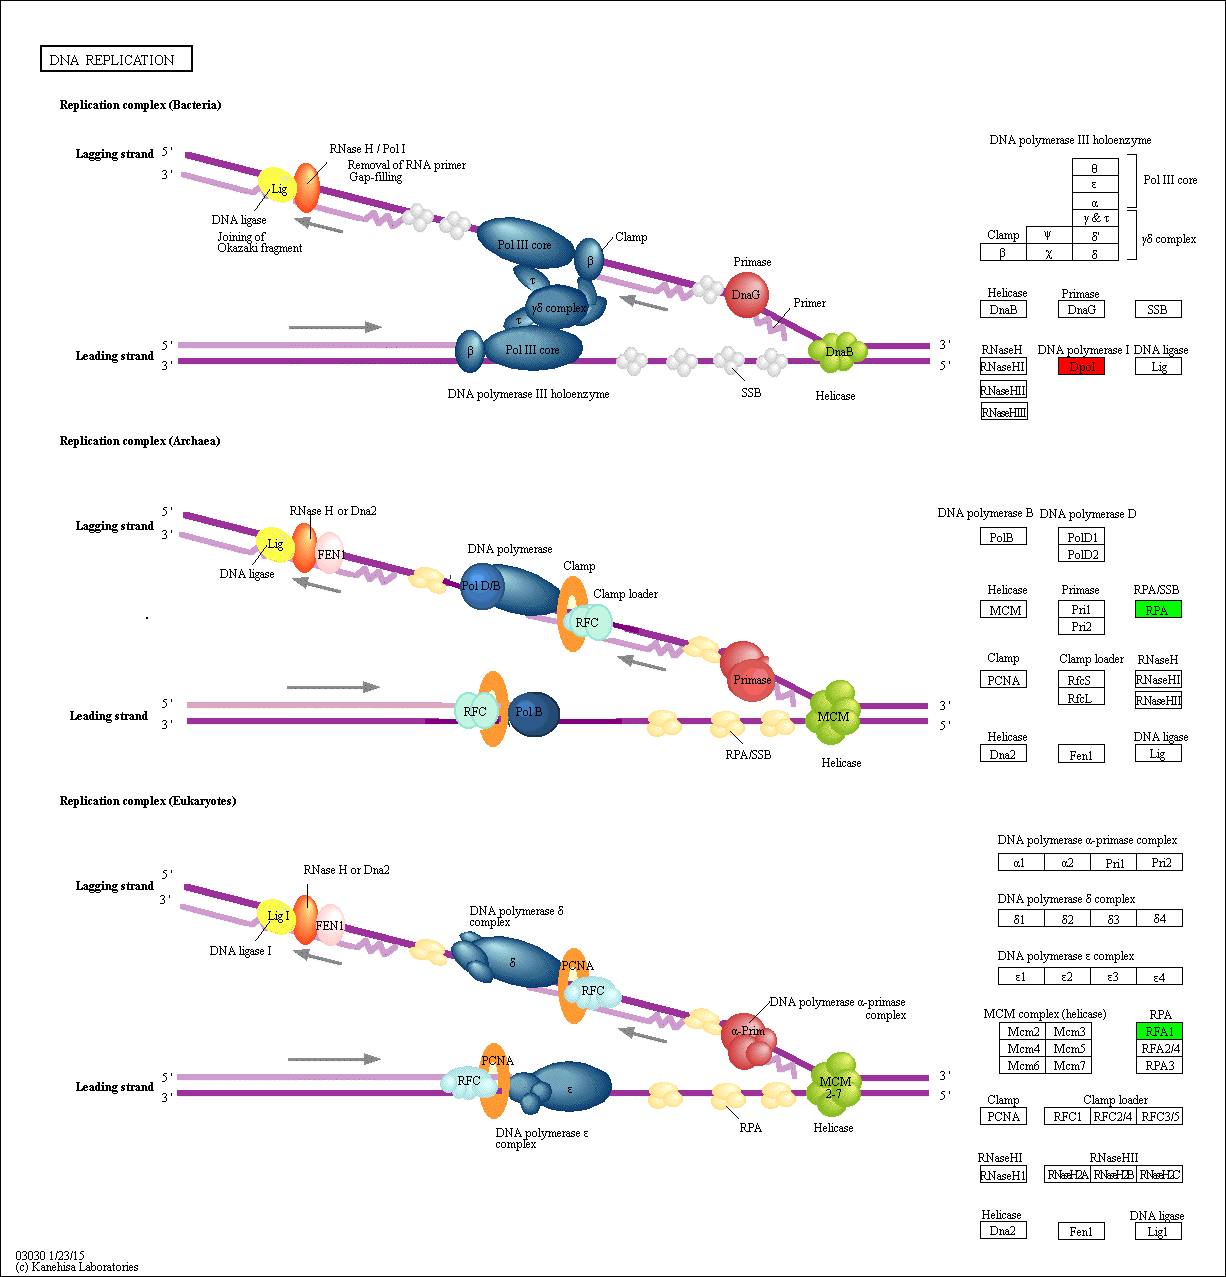 DNA REPLICATION
Replication complex (Bacteria)
Lagging strand
5'
3'
Lig
RNase H / Pol I
Removal of RNA primer
Gap-filling
DNA ligase
Joining of
Okazaki fragment
Pol III core
Clamp
β
τ
γδ complex
τ
Primase
DnaG
Primer
Leading strand
5'
3'
β
Pol III core
DnaB
3'
5'
DNA polymerase III holoenzyme
SSB
Helicase
DNA polymerase III holoenzyme
θ
ε
α
Pol III core
γ & τ
Clamp
ψ
δ'
β
χ
δ
γδ complex
Helicase
Primase
DnaB
DnaG
SSB
RNaseH
DNA polymerase I
DNA ligase
RNaseHI
DpoI
Lig
RNaseHII
RNaseHIII
Replication complex (Archaea)
Lagging strand
5'
3'
RNase H or Dna2
Lig
FEN1
DNA ligase
DNA polymerase
Pol D/B
Clamp
Clamp loader
RFC
Primase
Leading strand
RFC
Pol B
MCM
3'
5'
RPA/SSB
Helicase
DNA polymerase B
DNA polymerase D
PolB
PolD1
PolD2
Helicase
Primase
RPA/SSB
MCM
Pri1
RPA
Pri2
Clamp
Clamp loader
RNaseH
PCNA
RfcS
RNaseHI
RfcL
RNaseHII
Helicase
DNA ligase
Dna2
Fen1
Lig
Replication complex (Eukaryotes)
Lagging strand
5'
3'
RNase H or Dna2
Lig I
FEN1
DNA ligase I
DNA polymerase δ
complex
δ
PCNA
RFC
DNA polymerase α-primase
complex
α-Prim
Leading strand
5'
3'
PCNA
RFC
ε
MCM
2-7
3'
5'
DNA polymerase ε
complex
RPA
Helicase
DNA polymerase α-primase complex
α1
α2
Pri1
Pri2
DNA polymerase δ complex
δ1
δ2
δ3
δ4
DNA polymerase ε complex
ε1
ε2
ε3
ε4
MCM complex (helicase)
RPA
Mcm2
Mcm3
RFA1
Mcm4
Mcm5
RFA2/4
Mcm6
Mcm7
RPA3
Clamp
Clamp loader
PCNA
RFC1
RFC2/4
RFC3/5
RNaseHI
RNaseHII
RNaseH1
RNaseH2A
RNaseH2B
RNaseH2C
Helicase
DNA ligase
Dna2
Fen1
Lig1
03030 1/23/15
(c) Kanehisa Laboratories